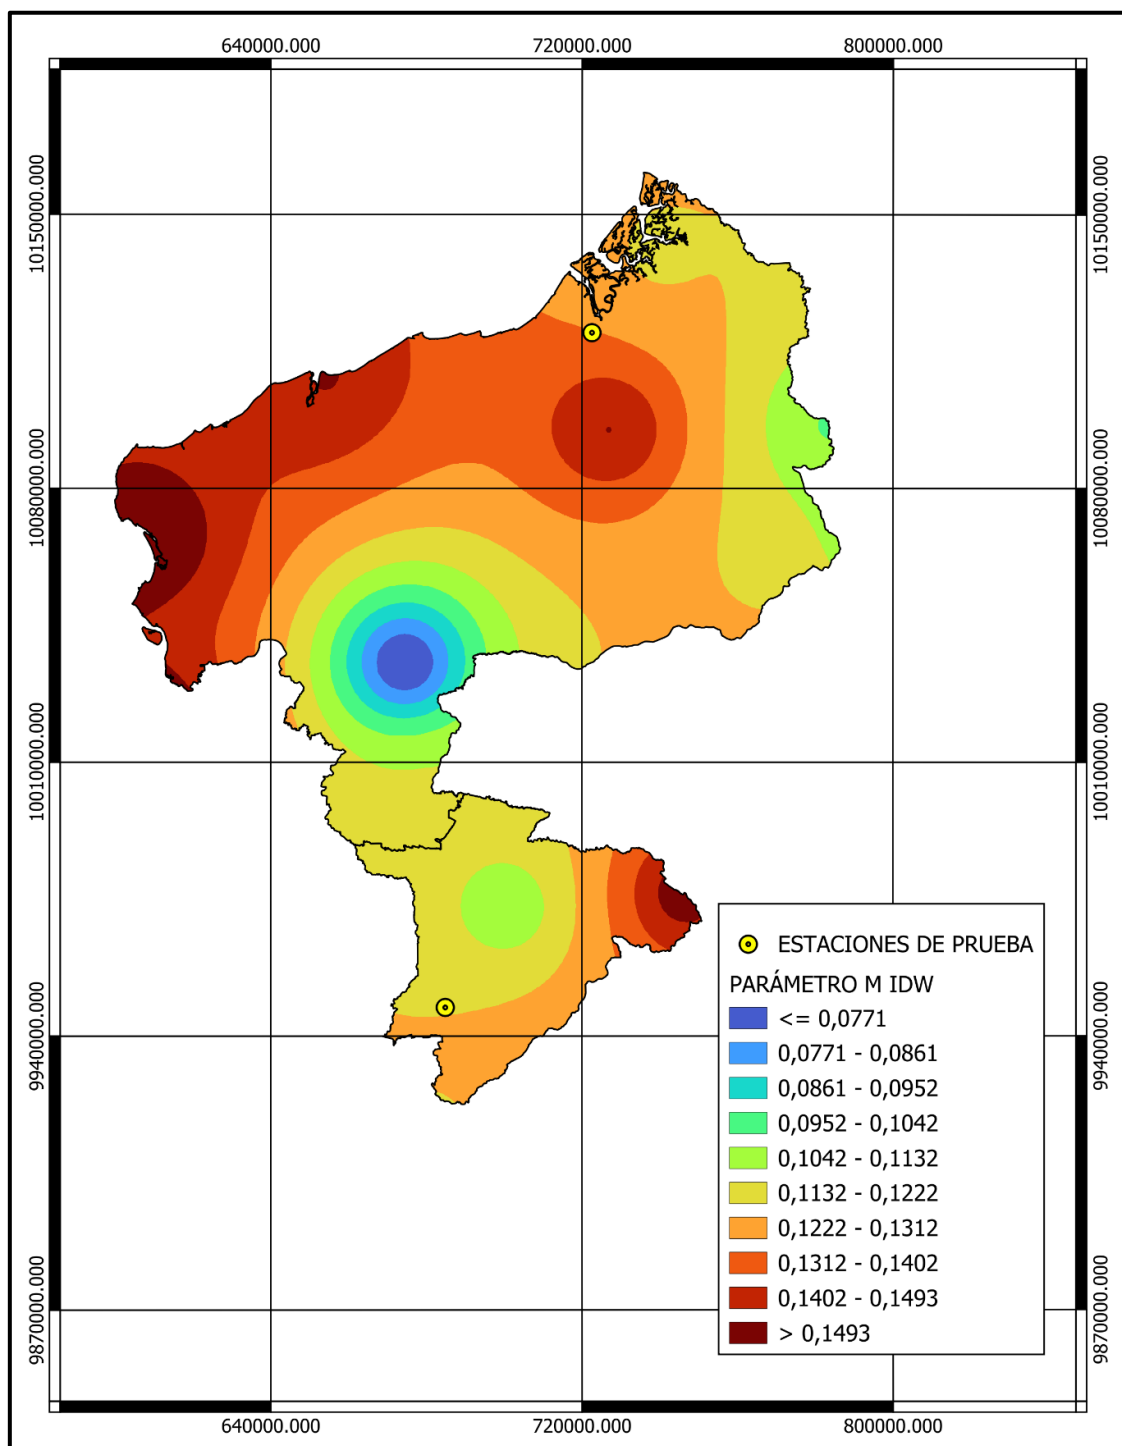 640000.000 720000.000 800000.000
10150000.000 10150000.000
10080000.000 10080000.000
10010000.000 10010000.000
9940000.000 9940000.000
9870000.000 9870000.000
ESTACIONES DE PRUEBA
PARÁMETRO M IDW
<= 0,0771
0,0771 - 0,0861
0,0861 - 0,0952
0,0952 - 0,1042
0,1042 - 0,1132
0,1132 - 0,1222
0,1222 - 0,1312
0,1312 - 0,1402
0,1402 - 0,1493
> 0,1493
640000.000 720000.000 800000.000